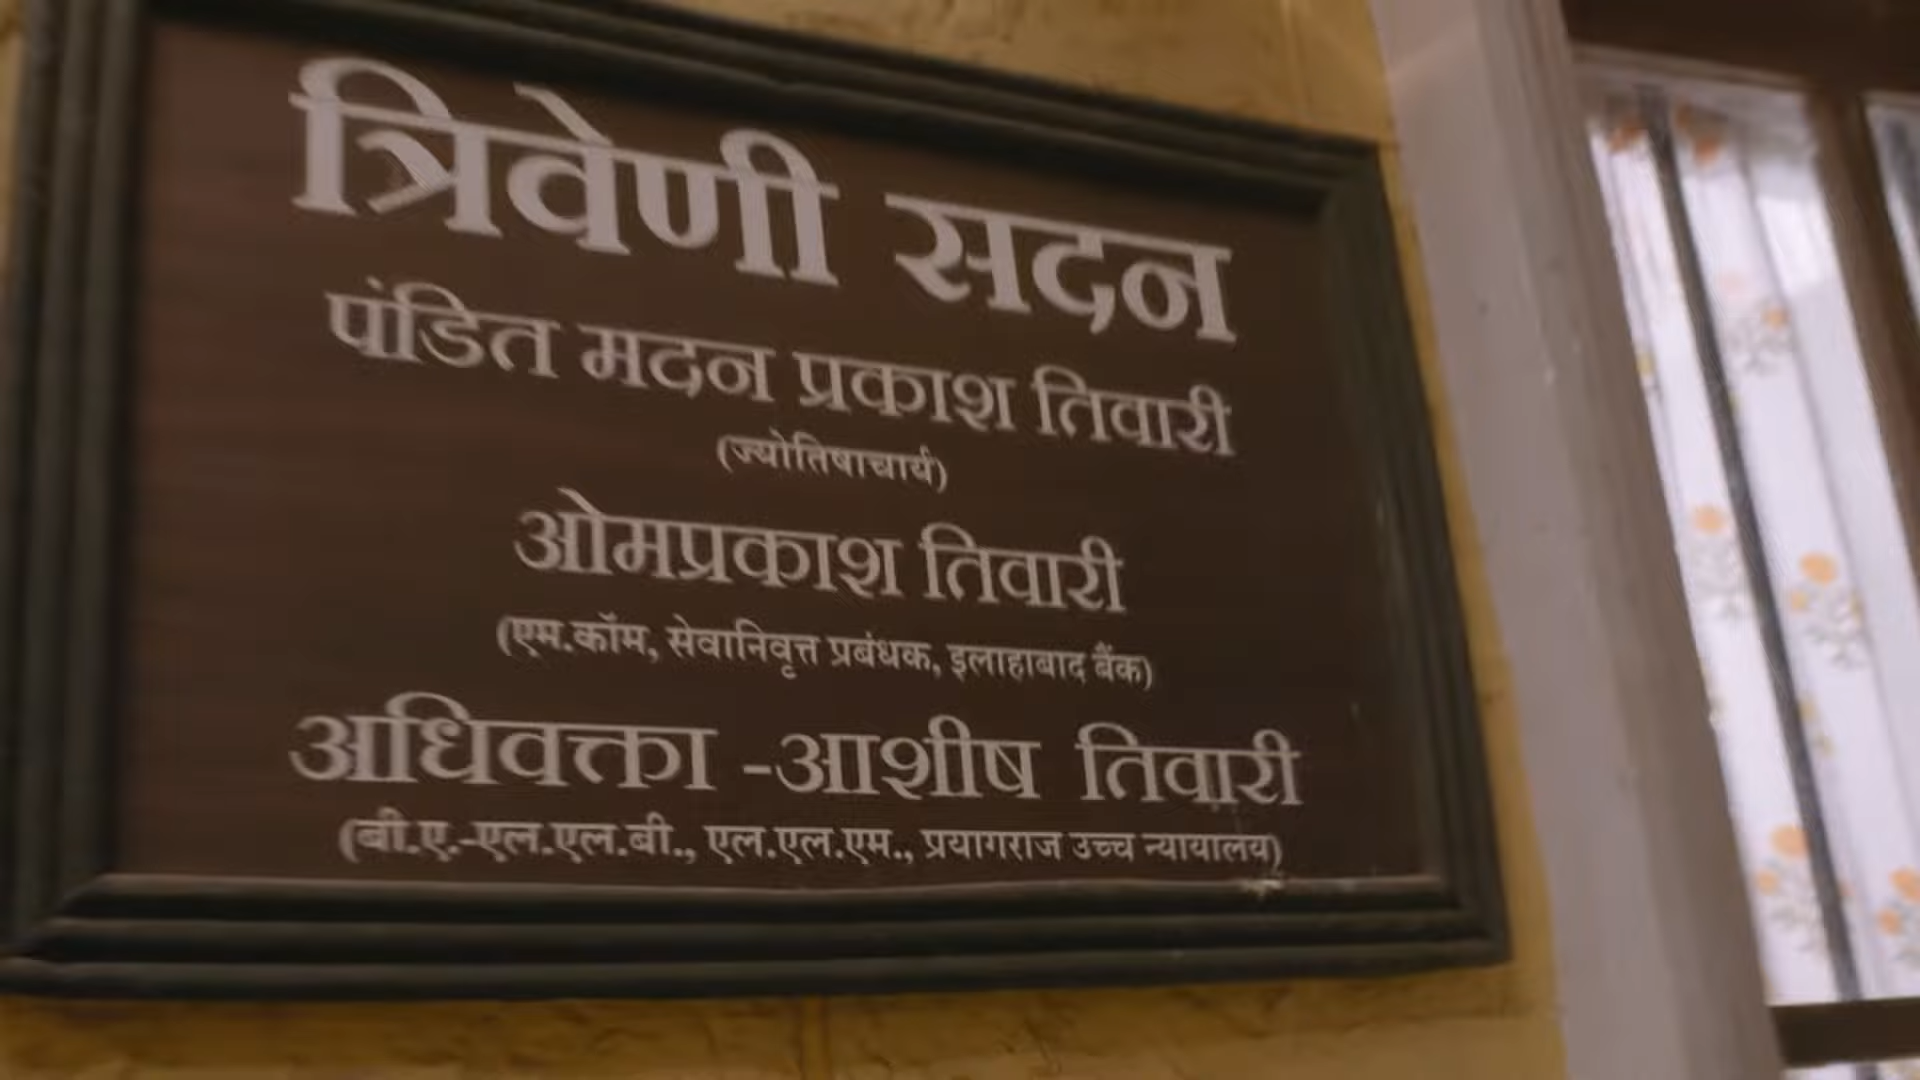 त्रिवेणी सदन
पंडित मदन प्रकाश तिवारी
(ज्योतिषाचार्य)
ओमप्रकाश तिवारी
(एम.कॉम, सेवानिवृत्त प्रबंधक, इलाहाबाद बैंक)
अधिवक्ता -आशीष तिवारी
(बी.ए.-एल.एल.बी., एल.एल.एम., प्रयागराज उच्च न्यायालय)